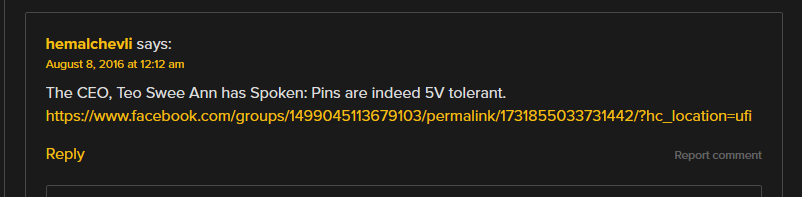 hemalchevli says:
August 8, 2016 at 12:12 am
The CEO, Teo Swee Ann has Spoken: Pins are indeed 5V tolerant.
https://www.facebook.com/groups/1499045113679103/permalink/1731855033731442/?hc_location=ufi
Reply
Report comment